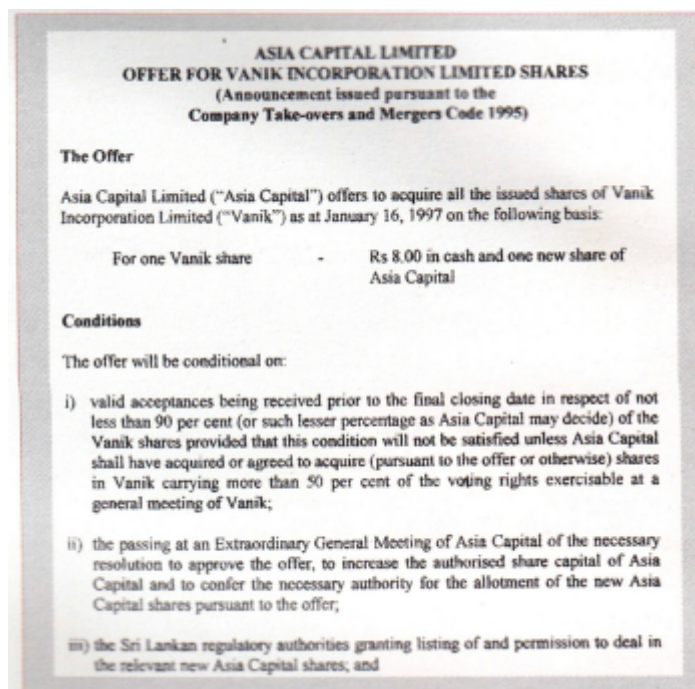 ASIA CAPITAL LIMITED
OFFER FOR VANIK INCORPORATION LIMITED SHARES
(Announcement issued pursuant to the
Company Take-overs and Mergers Code 1995)
The Offer
Asia Capital Limited ("Asia Capital") offers to acquire all the issued shares of Vanik
Incorporation Limited ("Vanik") as at January 16, 1997 on the following basis:
For one Vanik share - Rs 8.00 in cash and one new share of
Asia Capital
Conditions
The offer will be conditional on:
i) valid acceptances being received prior to the final closing date in respect of not
less than 90 per cent (or such lesser percentage as Asia Capital may decide) of the
Vanik shares provided that this condition will not be satisfied unless Asia Capital
shall have acquired or agreed to acquire (pursuant to the offer or otherwise) shares
in Vanik carrying more than 50 per cent of the voting rights exercisable at a
general meeting of Vanik;
ii) the passing at an Extraordinary General Meeting of Asia Capital of the necessary
resolution to approve the offer, to increase the authorised share capital of Asia
Capital and to confer the necessary authority for the allotment of the new Asia
Capital shares pursuant to the offer;
iii) the Sri Lankan regulatory authorities granting listing of and permission to deal in
the relevant new Asia Capital shares; and